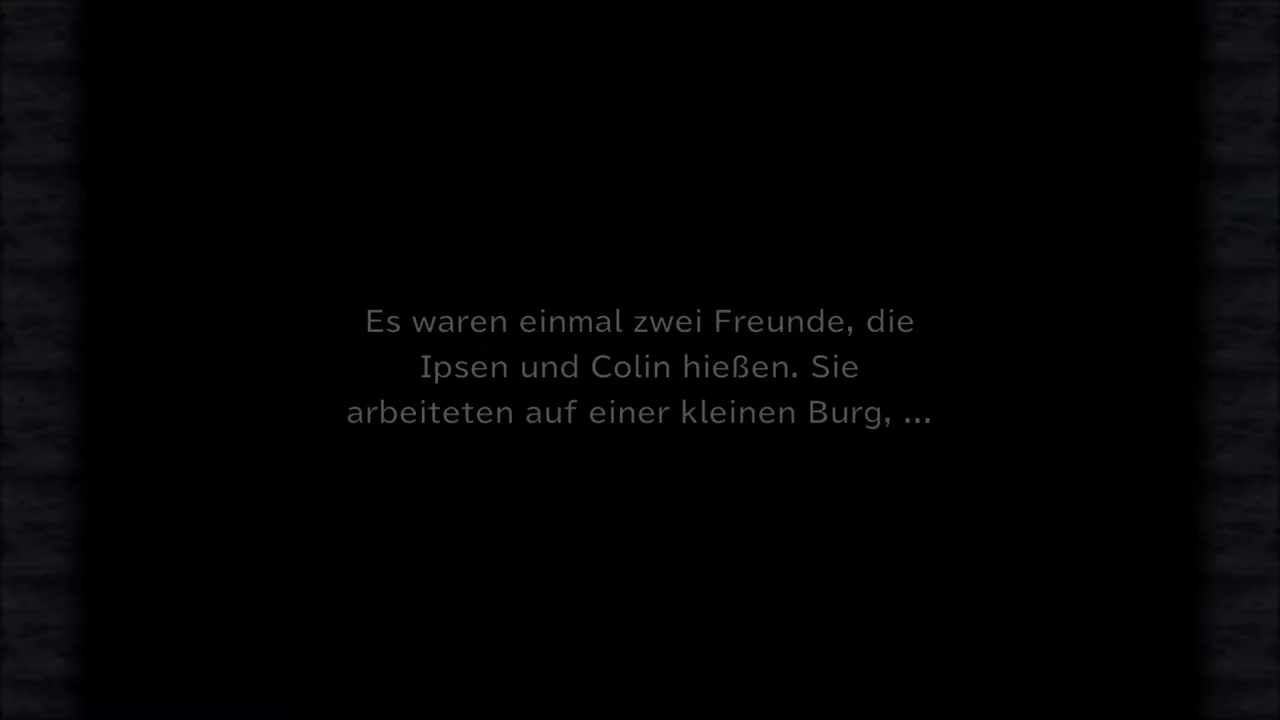 Es waren einmal zwei Freunde, die
Ipsen und Colin hießen. Sie
arbeiteten auf einer kleinen Burg, ...